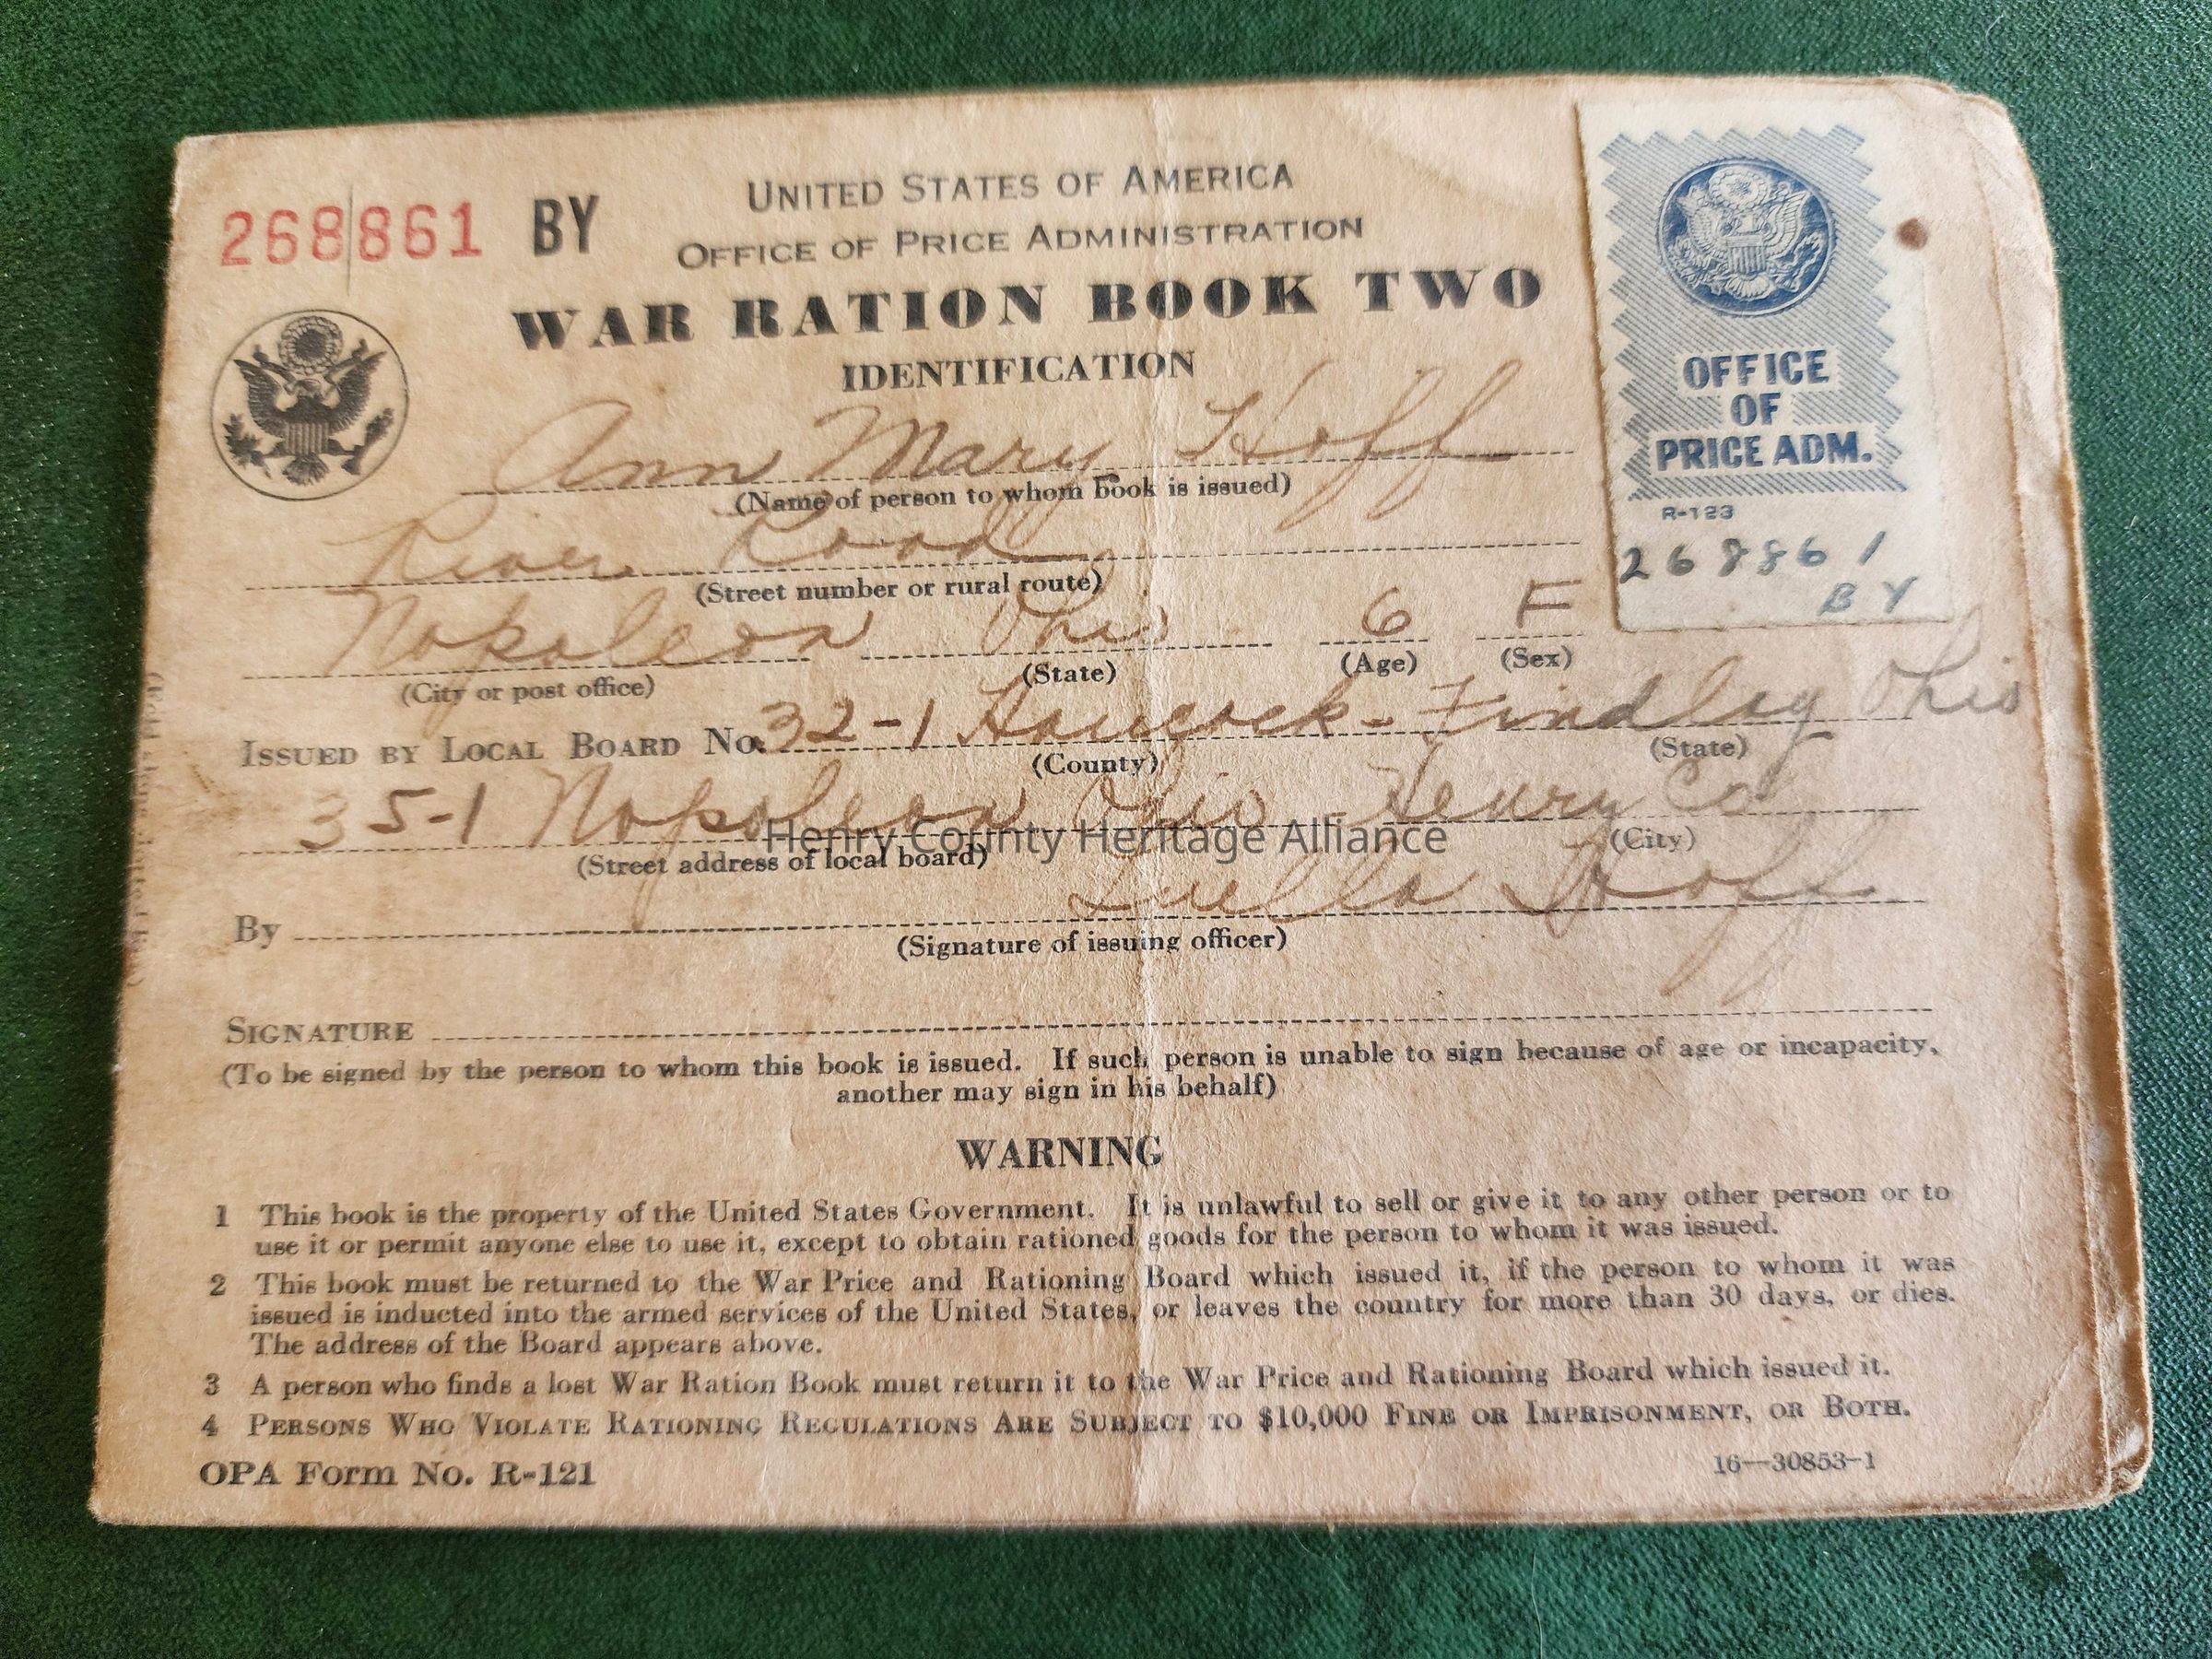 268861 BY
UNITED STATES OF AMERICA
OFFICE OF PRICE ADMINISTRATION
WAR RATION BOOK TWO
IDENTIFICATION
Ann Mary Hoff
(Name of person to whom book is issued)
River Road
(Street number or rural route)
Napoleon Ohio 6 F
(City or post office) (State) (Age) (Sex)
ISSUED BY LOCAL BOARD No. 32-1 Hancock - Findlay Ohio
(County) (State)
35-1 Napoleon Ohio Henry Co
(Street address of local board) (City)
By Luella Hoff
(Signature of issuing officer)
SIGNATURE
(To be signed by the person to whom this book is issued. If such person is unable to sign because of age or incapacity,
another may sign in his behalf)
WARNING
1 This book is the property of the United States Government. It is unlawful to sell or give it to any other person or to
use it or permit anyone else to use it, except to obtain rationed goods for the person to whom it was issued.
2 This book must be returned to the War Price and Rationing Board which issued it, if the person to whom it was
issued is inducted into the armed services of the United States, or leaves the country for more than 30 days, or dies.
The address of the Board appears above.
3 A person who finds a lost War Ration Book must return it to the War Price and Rationing Board which issued it.
4 PERSONS WHO VIOLATE RATIONING REGULATIONS ARE SUBJECT TO $10,000 FINE OR IMPRISONMENT, OR BOTH.
OPA Form No. R-121 16—30853-1
OFFICE
OF
PRICE ADM.
R-123
268861
BY
Henry County Heritage Alliance